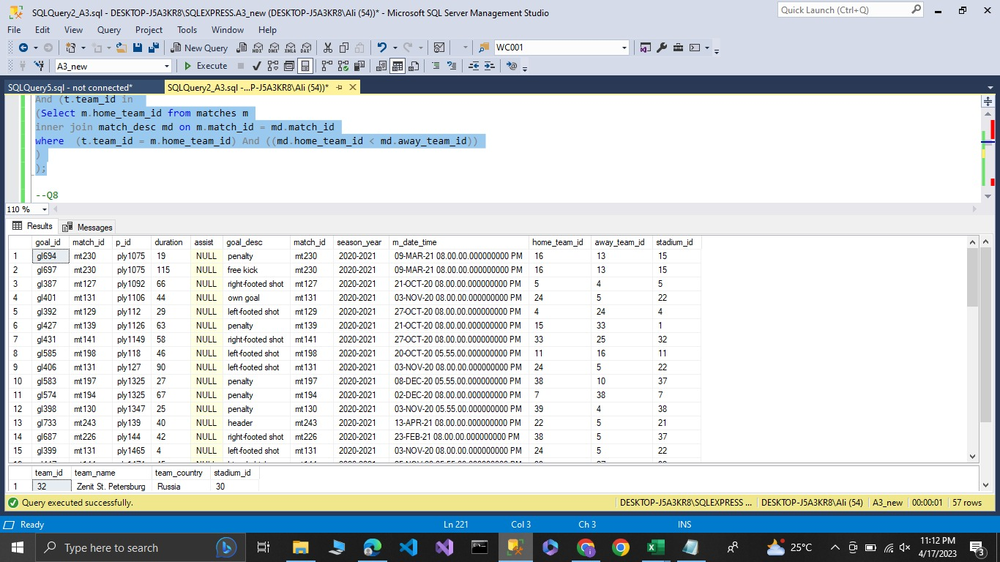 SQLQuery2_A3.sql - DESKTOP-J5A3KR8\SQLEXPRESS.A3_new (DESKTOP-J5A3KR8\Ali (54))* - Microsoft SQL Server Management Studio
Quick Launch (Ctrl+Q)
File Edit View Query Project Tools Window Help
New Query MDX DMX XMLA DAX WC001
A3_new Execute
SQLQuery5.sql - not connected* SQLQuery2_A3.sql -...P-J5A3KR8\Ali (54))*
And (t.team_id in
(Select m.home_team_id from matches m
inner join match_desc md on m.match_id = md.match_id
where (t.team_id = m.home_team_id) And ((md.home_team_id < md.away_team_id))
)
);
--Q8
110 %
Results Messages
goal_id match_id p_id duration assist goal_desc match_id season_year m_date_time home_team_id away_team_id stadium_id
1 gl694 mt230 ply1075 19 NULL penalty mt230 2020-2021 09-MAR-21 08.00.00.000000000 PM 16 13 15
2 gl697 mt230 ply1075 115 NULL free kick mt230 2020-2021 09-MAR-21 08.00.00.000000000 PM 16 13 15
3 gl387 mt127 ply1092 66 NULL right-footed shot mt127 2020-2021 21-OCT-20 08.00.00.000000000 PM 5 4 5
4 gl401 mt131 ply1106 44 NULL own goal mt131 2020-2021 03-NOV-20 08.00.00.000000000 PM 24 5 22
5 gl392 mt129 ply112 29 NULL left-footed shot mt129 2020-2021 27-OCT-20 08.00.00.000000000 PM 4 24 4
6 gl427 mt139 ply1126 63 NULL penalty mt139 2020-2021 21-OCT-20 08.00.00.000000000 PM 15 33 1
7 gl431 mt141 ply1149 58 NULL right-footed shot mt141 2020-2021 27-OCT-20 08.00.00.000000000 PM 33 25 32
8 gl585 mt198 ply118 46 NULL left-footed shot mt198 2020-2021 20-OCT-20 05.55.00.000000000 PM 11 16 11
9 gl406 mt131 ply127 90 NULL left-footed shot mt131 2020-2021 03-NOV-20 08.00.00.000000000 PM 24 5 22
10 gl583 mt197 ply1325 27 NULL penalty mt197 2020-2021 08-DEC-20 05.55.00.000000000 PM 38 10 37
11 gl574 mt194 ply1325 67 NULL penalty mt194 2020-2021 02-DEC-20 08.00.00.000000000 PM 7 38 7
12 gl398 mt130 ply1347 25 NULL penalty mt130 2020-2021 03-NOV-20 05.55.00.000000000 PM 39 4 38
13 gl733 mt243 ply139 40 NULL header mt243 2020-2021 13-APR-21 08.00.00.000000000 PM 22 5 21
14 gl687 mt226 ply144 42 NULL right-footed shot mt226 2020-2021 23-FEB-21 08.00.00.000000000 PM 38 5 37
15 gl399 mt131 ply1465 4 NULL left-footed shot mt131 2020-2021 03-NOV-20 08.00.00.000000000 PM 24 5 22
team_id team_name team_country stadium_id
1 32 Zenit St. Petersburg Russia 30
Query executed successfully. DESKTOP-J5A3KR8\SQLEXPRESS ... DESKTOP-J5A3KR8\Ali (54) A3_new 00:00:01 57 rows
Ready Ln 221 Col 3 Ch 3 INS
Type here to search 25°C 11:12 PM
4/17/2023 3